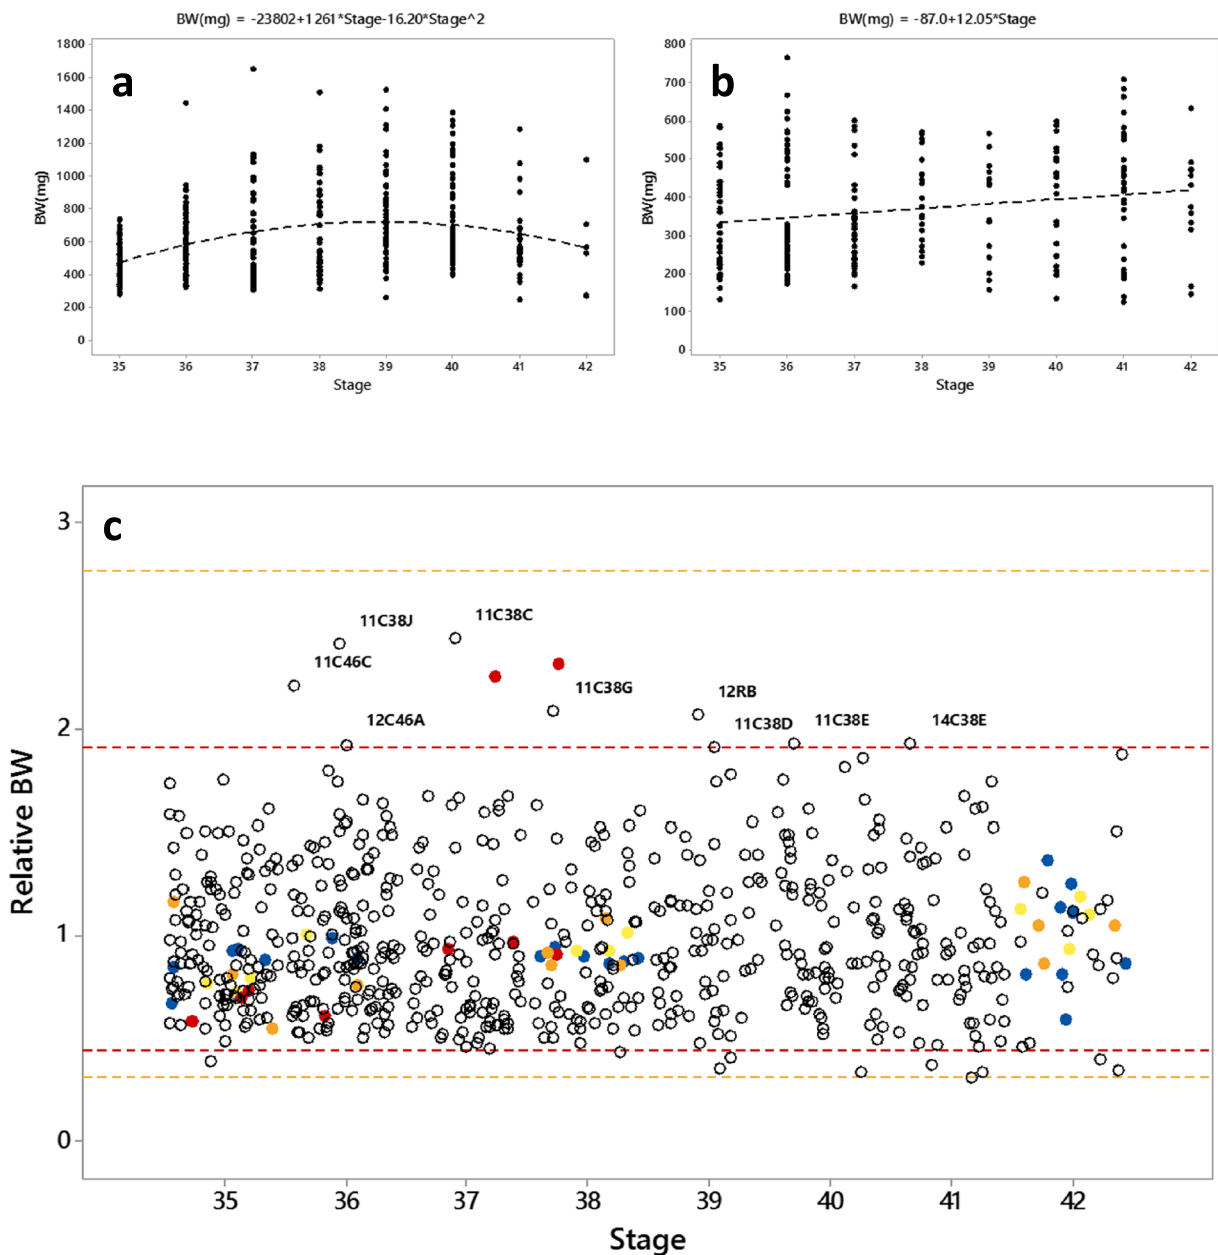 BW(mg) = -23802+1261*Stage-16.20*Stage^2
a
BW(mg)
1800
1600
1400
1200
1000
800
600
400
200
0
35 36 37 38 39 40 41 42
Stage
BW(mg) = -87.0+12.05*Stage
b
BW(mg)
800
700
600
500
400
300
200
100
0
35 36 37 38 39 40 41 42
Stage
c
Relative BW
3
2
1
0
11C38J
11C38C
11C46C
11C38G
12C46A
12RB
11C38D
11C38E
14C38E
35 36 37 38 39 40 41 42
Stage